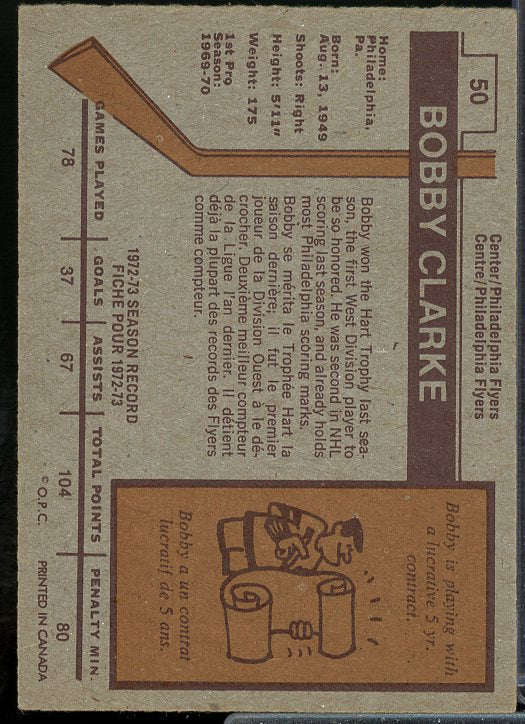 50
BOBBY CLARKE
Center/Philadelphia Flyers
Centre/Philadelphia Flyers
Home:
Philadelphia,
Pa.
Born:
Aug. 13, 1949
Shoots: Right
Height: 5'11"
Weight: 175
1st Pro
Season:
1969-70
Bobby won the Hart Trophy last sea-
son, the first West Division player to
be so honored. He was second in NHL
scoring last season, and already holds
most Philadelphia scoring marks.
Bobby se mérita le Trophée Hart la
saison dernière; il fut le premier
joueur de la Division Ouest à le dé-
crocher. Deuxième meilleur compteur
de la Ligue l'an dernier. Il détient
déjà la plupart des records des Flyers
comme compteur.
Bobby is playing with
a lucrative 5 yr.
contract.
Bobby a un contrat
lucratif de 5 ans.
1972-73 SEASON RECORD
FICHE POUR 1972-73
GAMES PLAYED GOALS ASSISTS TOTAL POINTS PENALTY MIN.
78 37 67 104 80
© O.P.C. PRINTED IN CANADA